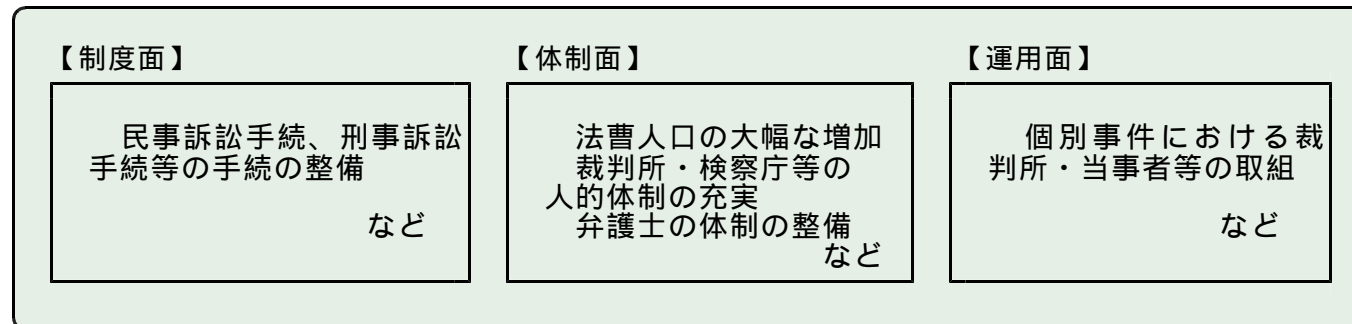 【制度面】
民事訴訟手続、刑事訴訟
手続等の手続の整備
など
【体制面】
法曹人口の大幅な増加
裁判所・検察庁等の
人的体制の充実
弁護士の体制の整備
など
【運用面】
個別事件における裁
判所・当事者等の取組
など